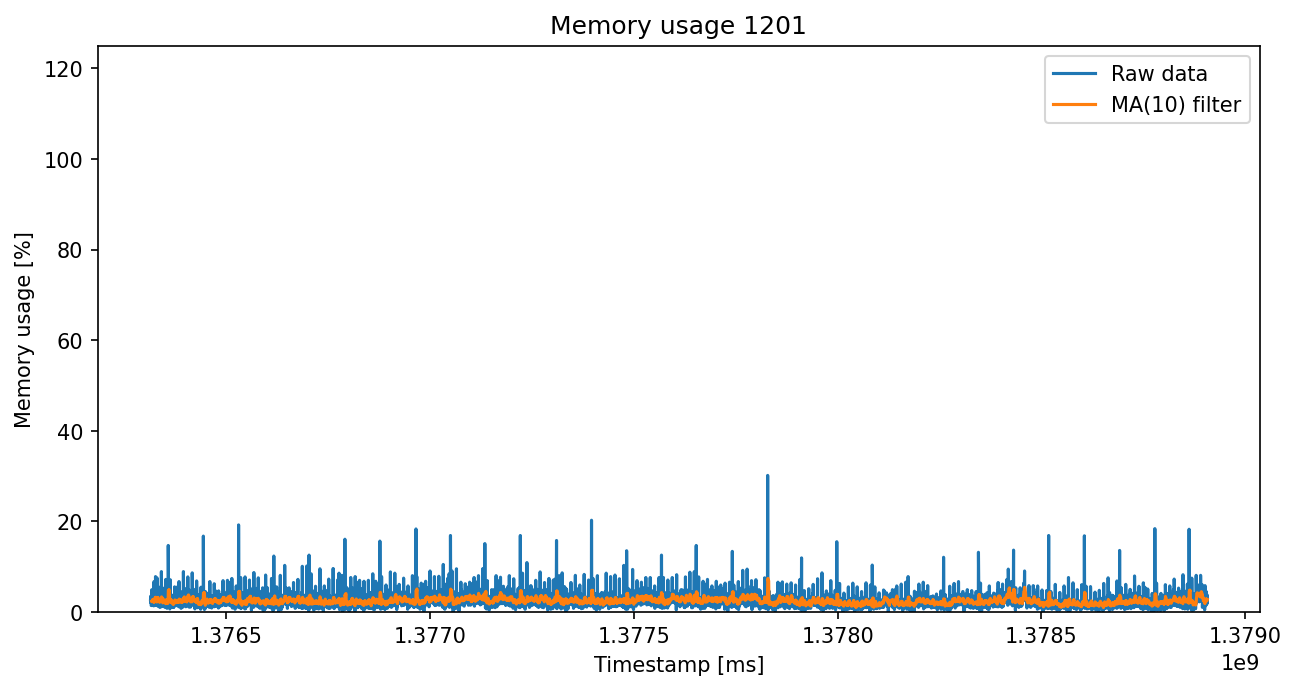 Memory usage 1201
Raw data
MA(10) filter
Memory usage [%]
120
100
80
60
40
20
0
1.3765 1.3770 1.3775 1.3780 1.3785 1.3790
1e9
Timestamp [ms]